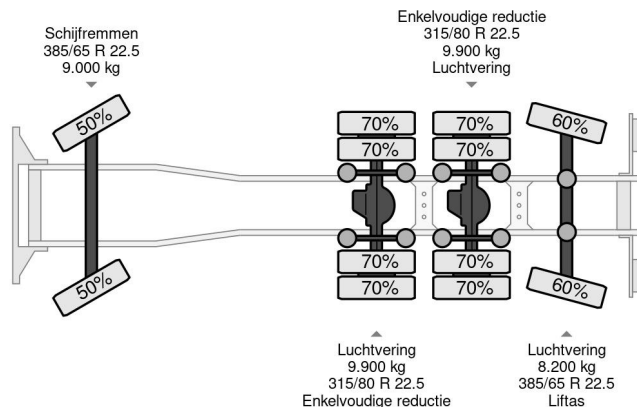 Enkelvoudige reductie
315/80 R 22.5
9.900 kg
Luchtvering
Schijfremmen
385/65 R 22.5
9.000 kg
50%
70%
70%
60%
70%
70%
50%
70%
70%
60%
70%
70%
Luchtvering
9.900 kg
315/80 R 22.5
Enkelvoudige reductie
Luchtvering
8.200 kg
385/65 R 22.5
Liftas